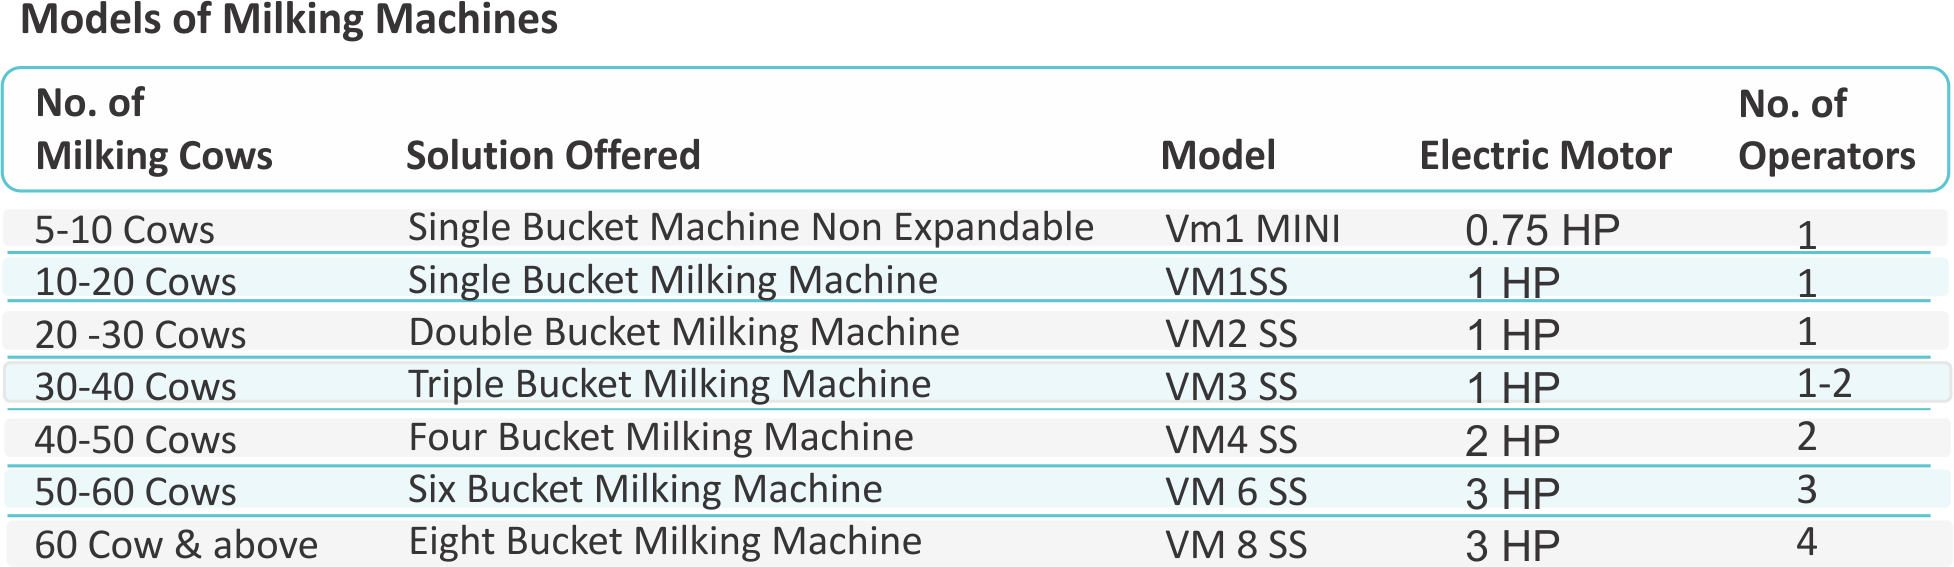 Models of Milking Machines
No. of Milking Cows Solution Offered Model Electric Motor No. of Operators
5-10 Cows Single Bucket Machine Non Expandable Vm1 MINI 0.75 HP 1
10-20 Cows Single Bucket Milking Machine VM1SS 1 HP 1
20 -30 Cows Double Bucket Milking Machine VM2 SS 1 HP 1
30-40 Cows Triple Bucket Milking Machine VM3 SS 1 HP 1-2
40-50 Cows Four Bucket Milking Machine VM4 SS 2 HP 2
50-60 Cows Six Bucket Milking Machine VM 6 SS 3 HP 3
60 Cow & above Eight Bucket Milking Machine VM 8 SS 3 HP 4